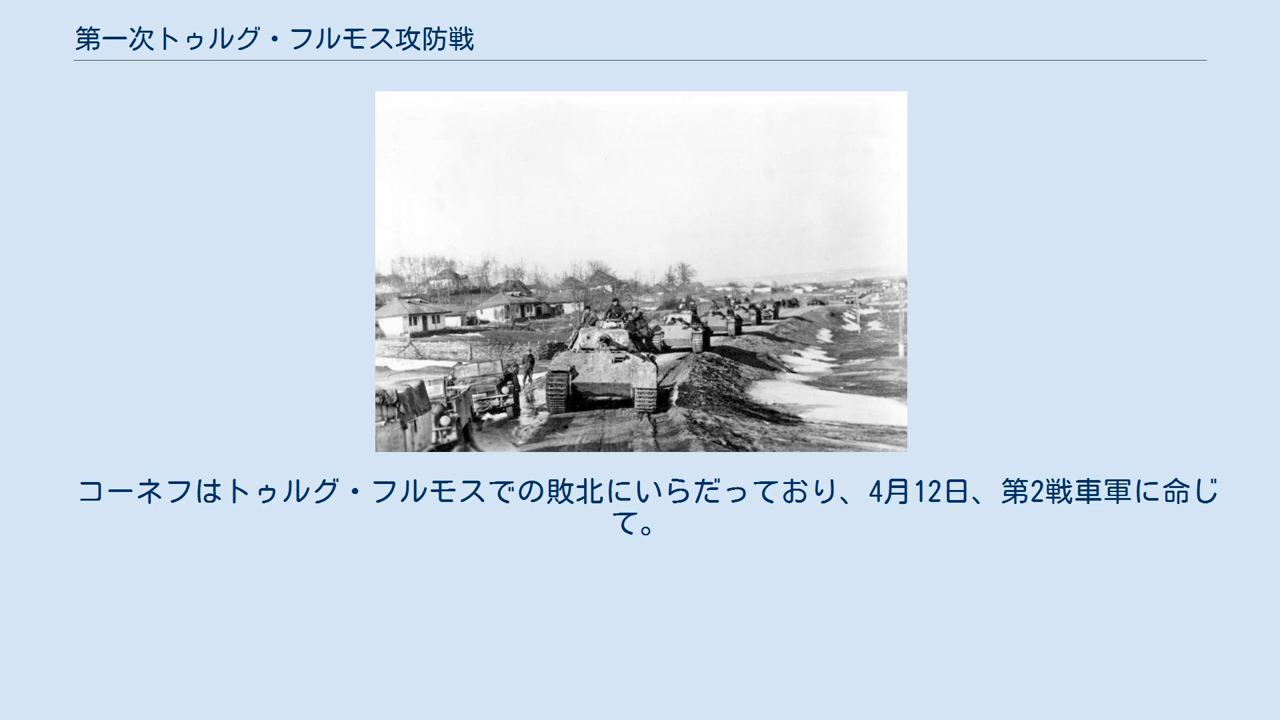 第一次トゥルグ・フルモス攻防戦
コーネフはトゥルグ・フルモスでの敗北にいらだっており、4月12日、第2戦車軍に命じ
て。